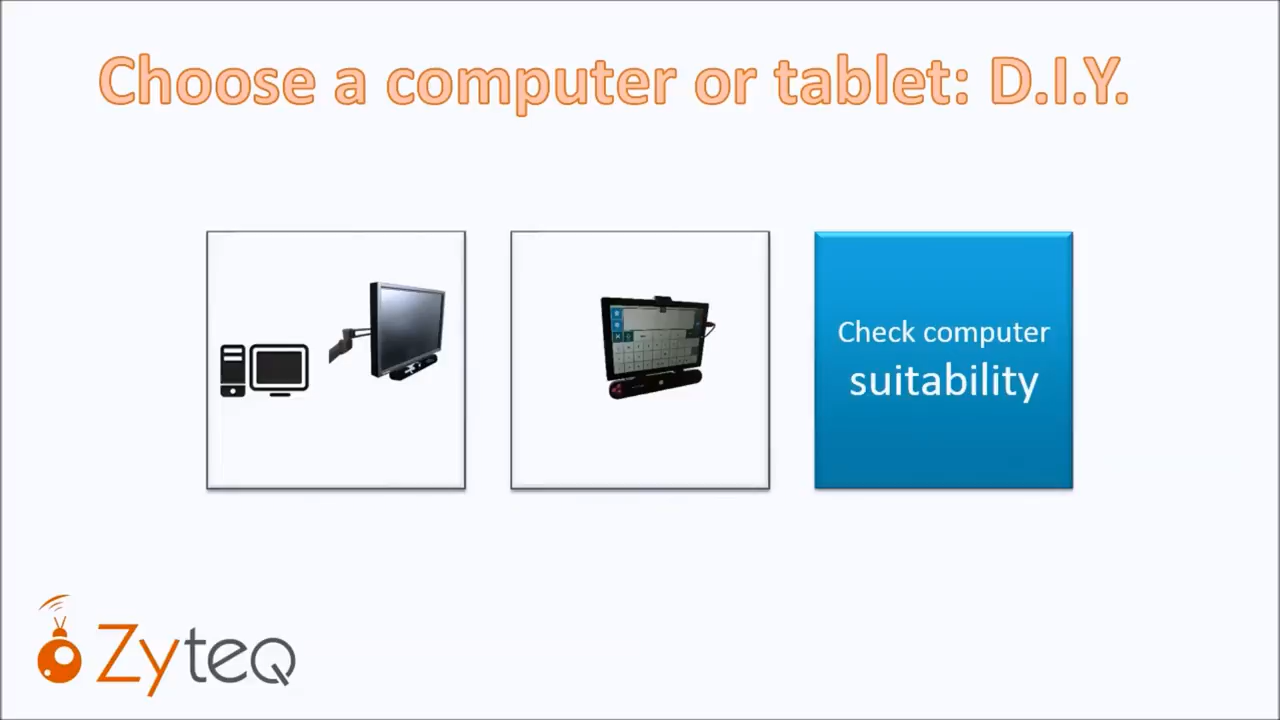 Choose a computer or tablet: D.I.Y.
Check computer
suitability
Zyteq